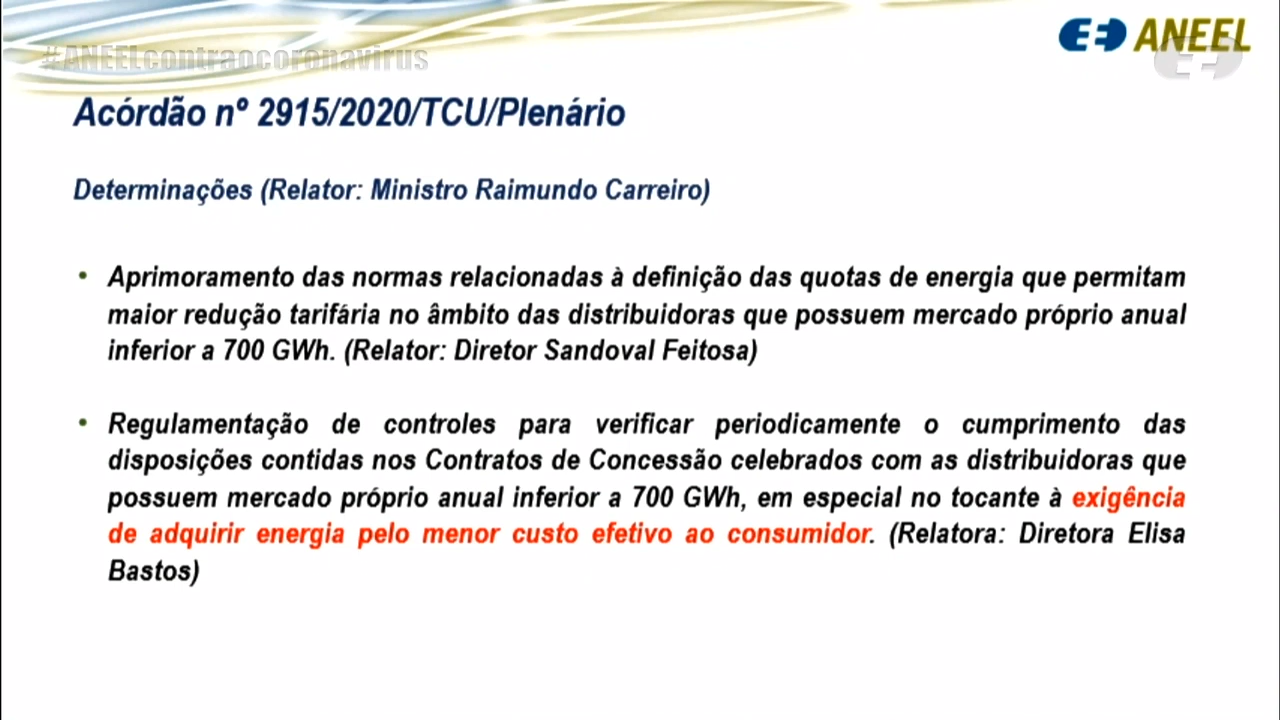 #ANEELcontraocoronavirus
ANEEL
Acórdão nº 2915/2020/TCU/Plenário
Determinações (Relator: Ministro Raimundo Carreiro)
• Aprimoramento das normas relacionadas à definição das quotas de energia que permitam
maior redução tarifária no âmbito das distribuidoras que possuem mercado próprio anual
inferior a 700 GWh. (Relator: Diretor Sandoval Feitosa)
• Regulamentação de controles para verificar periodicamente o cumprimento das
disposições contidas nos Contratos de Concessão celebrados com as distribuidoras que
possuem mercado próprio anual inferior a 700 GWh, em especial no tocante à exigência
de adquirir energia pelo menor custo efetivo ao consumidor. (Relatora: Diretora Elisa
Bastos)